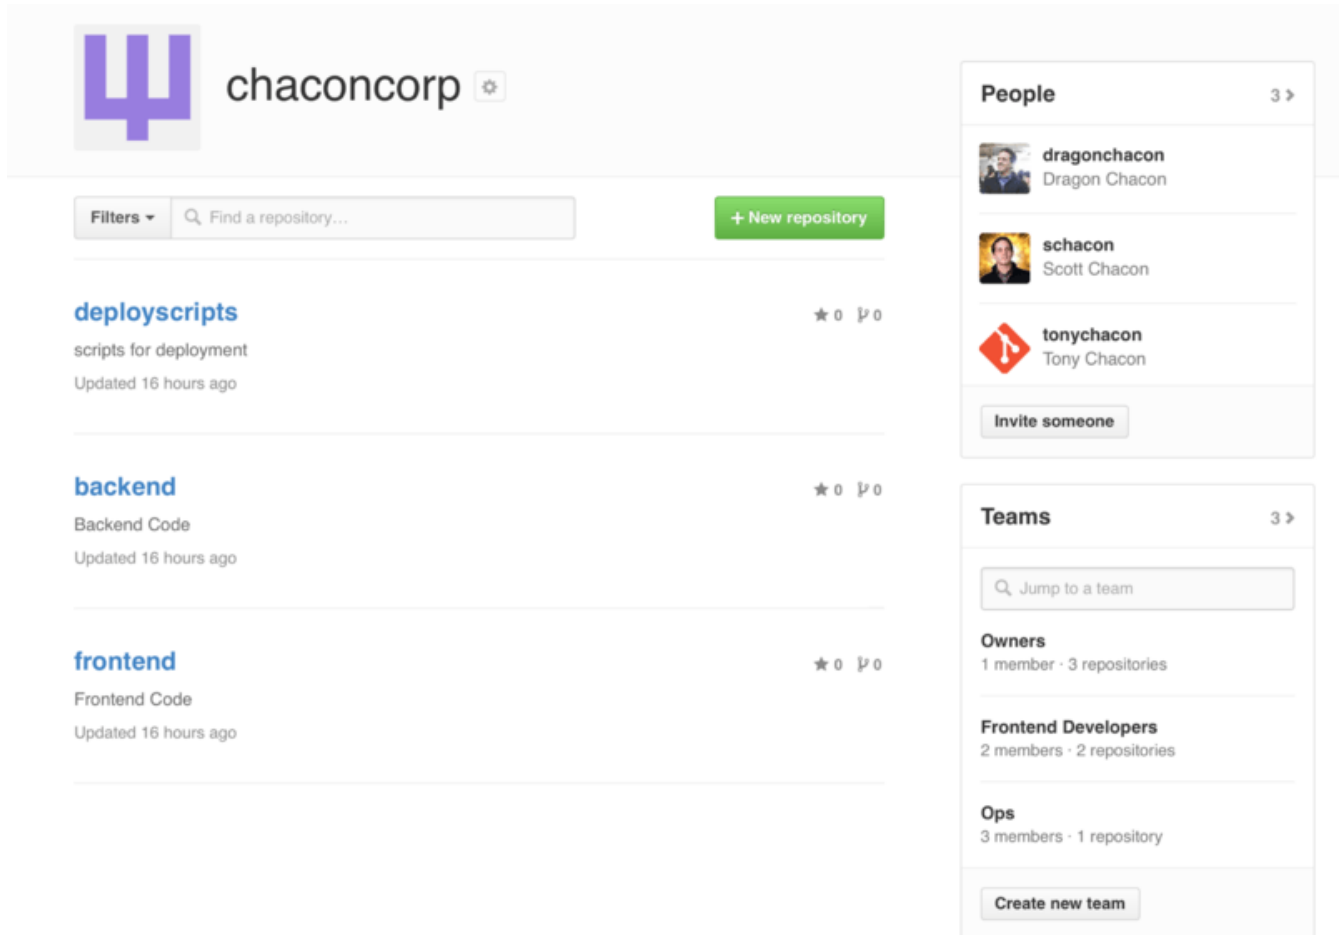 chaconcorp
Filters
Find a repository...
+ New repository
deployscripts
0 0
scripts for deployment
Updated 16 hours ago
backend
0 0
Backend Code
Updated 16 hours ago
frontend
0 0
Frontend Code
Updated 16 hours ago
People 3
dragonchacon
Dragon Chacon
schacon
Scott Chacon
tonychacon
Tony Chacon
Invite someone
Teams 3
Jump to a team
Owners
1 member · 3 repositories
Frontend Developers
2 members · 2 repositories
Ops
3 members · 1 repository
Create new team